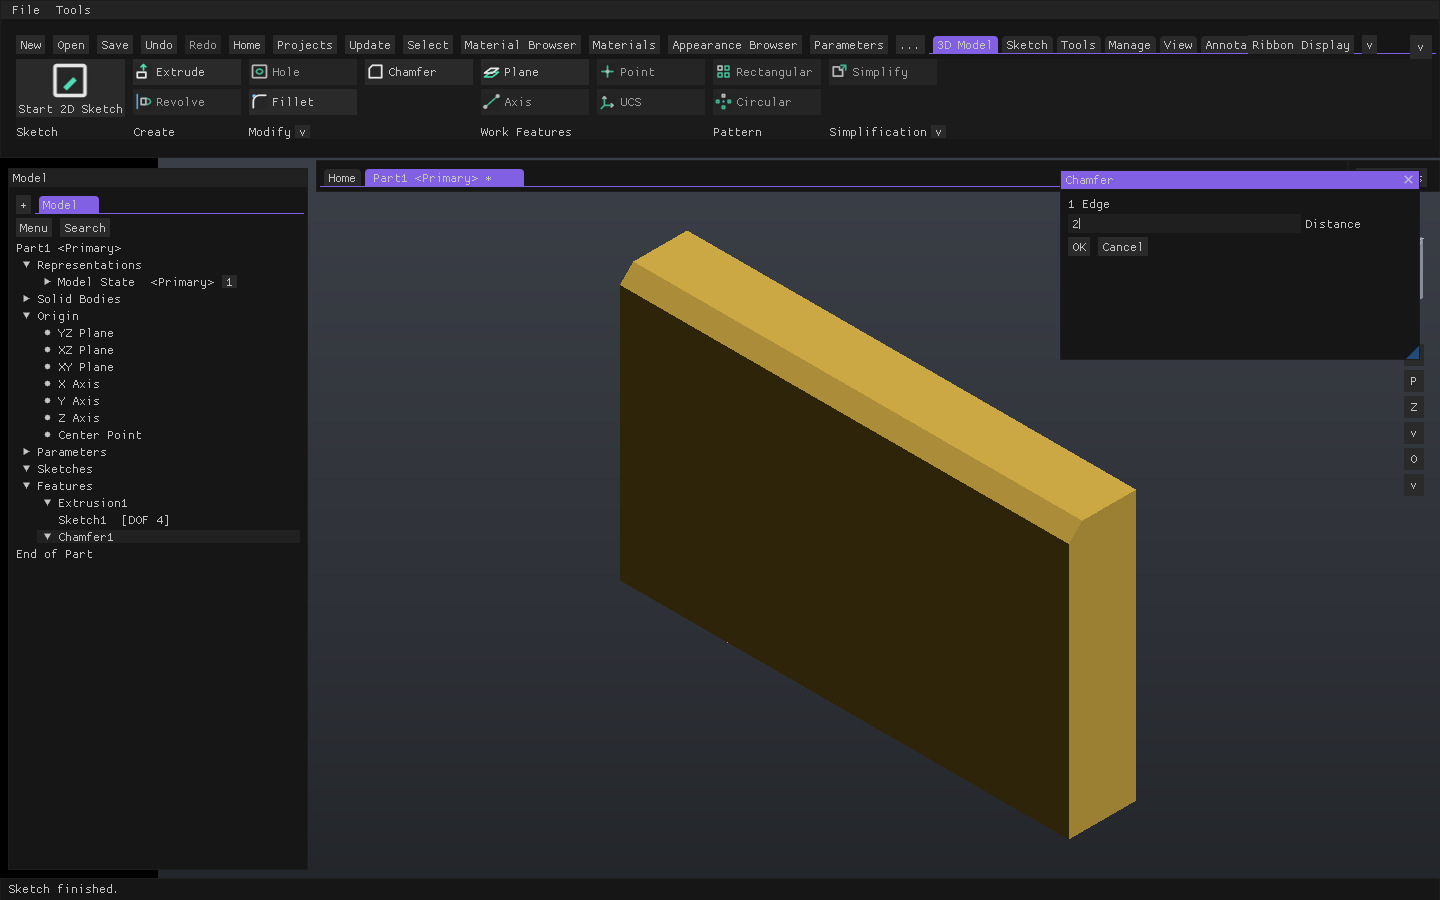 File Tools
New Open Save Undo Redo Home Projects Update Select Material Browser Materials Appearance Browser Parameters ... 3D Model Sketch Tools Manage View Annota Ribbon Display v v
Start 2D Sketch
Extrude Hole Chamfer Plane Point Rectangular Simplify
Revolve Fillet Axis UCS Circular
Sketch Create Modify v Work Features Pattern Simplification v
Model
+ Model
Menu Search
Part1 <Primary>
Representations
Model State <Primary> 1
Solid Bodies
Origin
YZ Plane
XZ Plane
XY Plane
X Axis
Y Axis
Z Axis
Center Point
Parameters
Sketches
Features
Extrusion1
Sketch1 [DOF 4]
Chamfer1
End of Part
Home Part1 <Primary> *
Chamfer
1 Edge
2 Distance
OK Cancel
P
Z
v
O
v
Sketch finished.